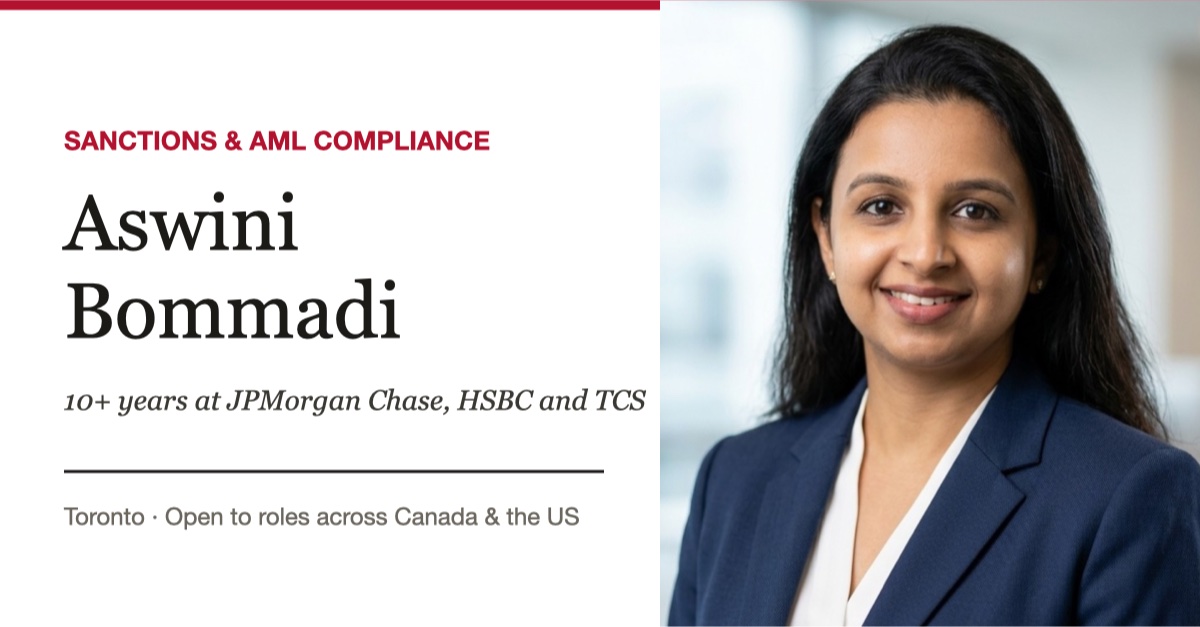 SANCTIONS & AML COMPLIANCE
Aswini
Bommadi
10+ years at JPMorgan Chase, HSBC and TCS
Toronto · Open to roles across Canada & the US